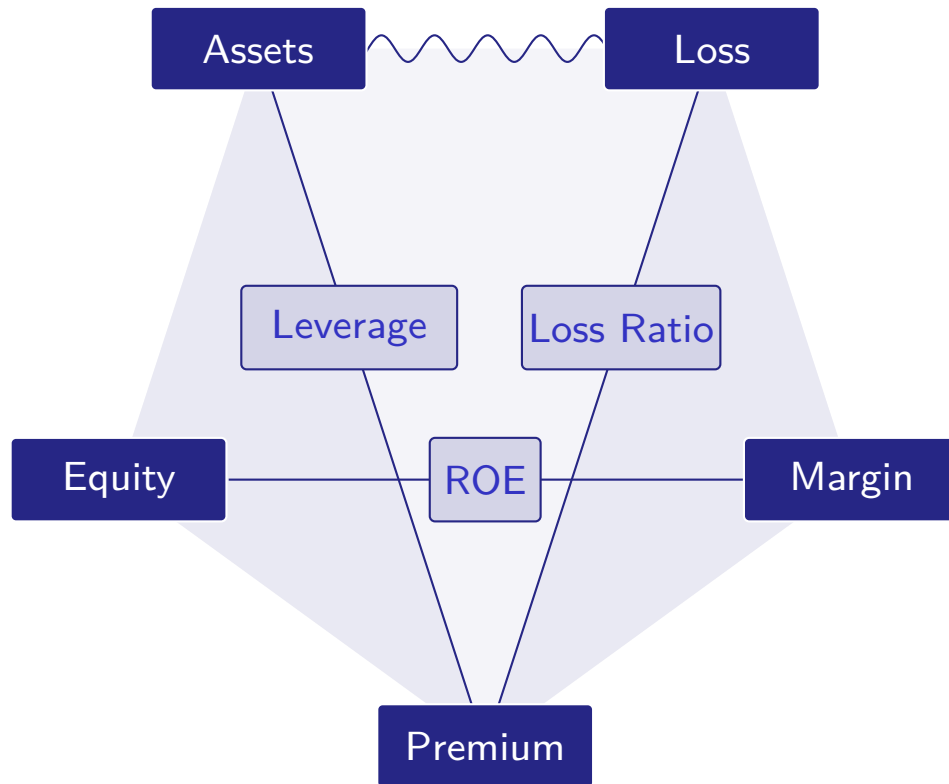 Assets
Loss
Leverage
Loss Ratio
Equity
ROE
Margin
Premium